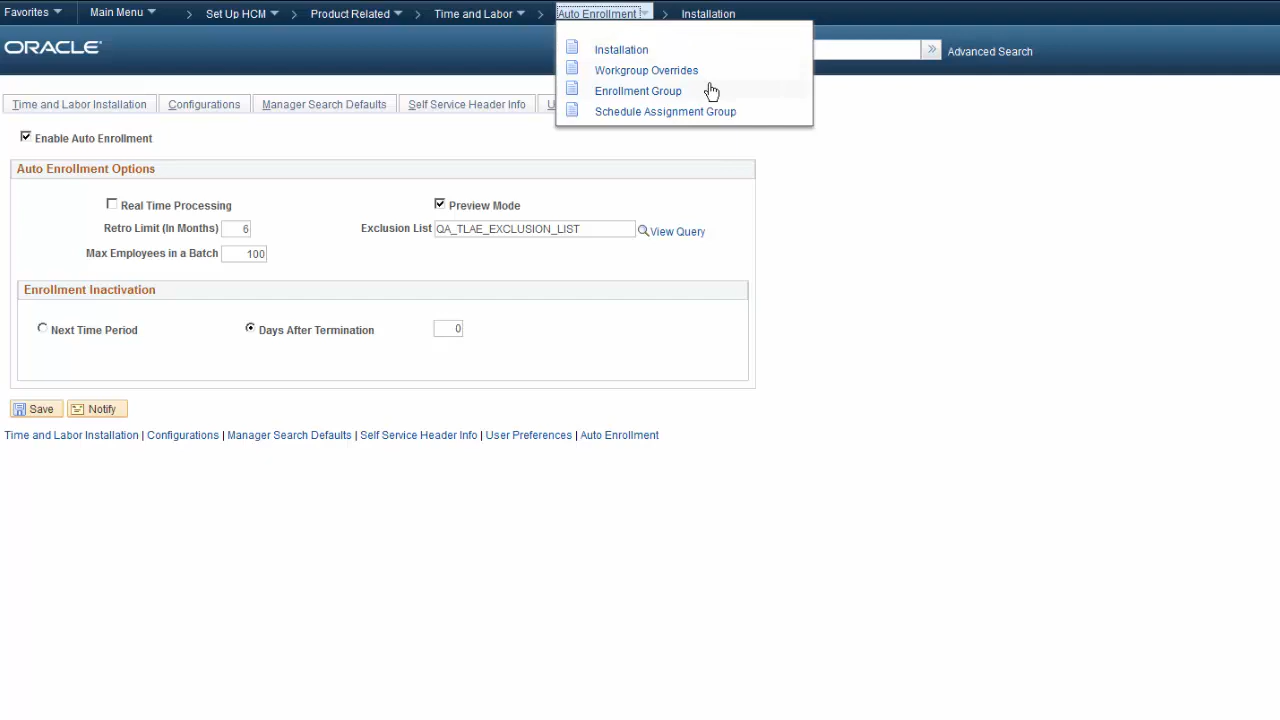 Favorites Main Menu > Set Up HCM > Product Related > Time and Labor > Auto Enrollment > Installation
ORACLE
Installation
Workgroup Overrides
Enrollment Group
Schedule Assignment Group
» Advanced Search
Time and Labor Installation Configurations Manager Search Defaults Self Service Header Info U
Enable Auto Enrollment
Auto Enrollment Options
Real Time Processing Preview Mode
Retro Limit (In Months) 6 Exclusion List QA_TLAE_EXCLUSION_LIST View Query
Max Employees in a Batch 100
Enrollment Inactivation
Next Time Period Days After Termination 0
Save Notify
Time and Labor Installation | Configurations | Manager Search Defaults | Self Service Header Info | User Preferences | Auto Enrollment